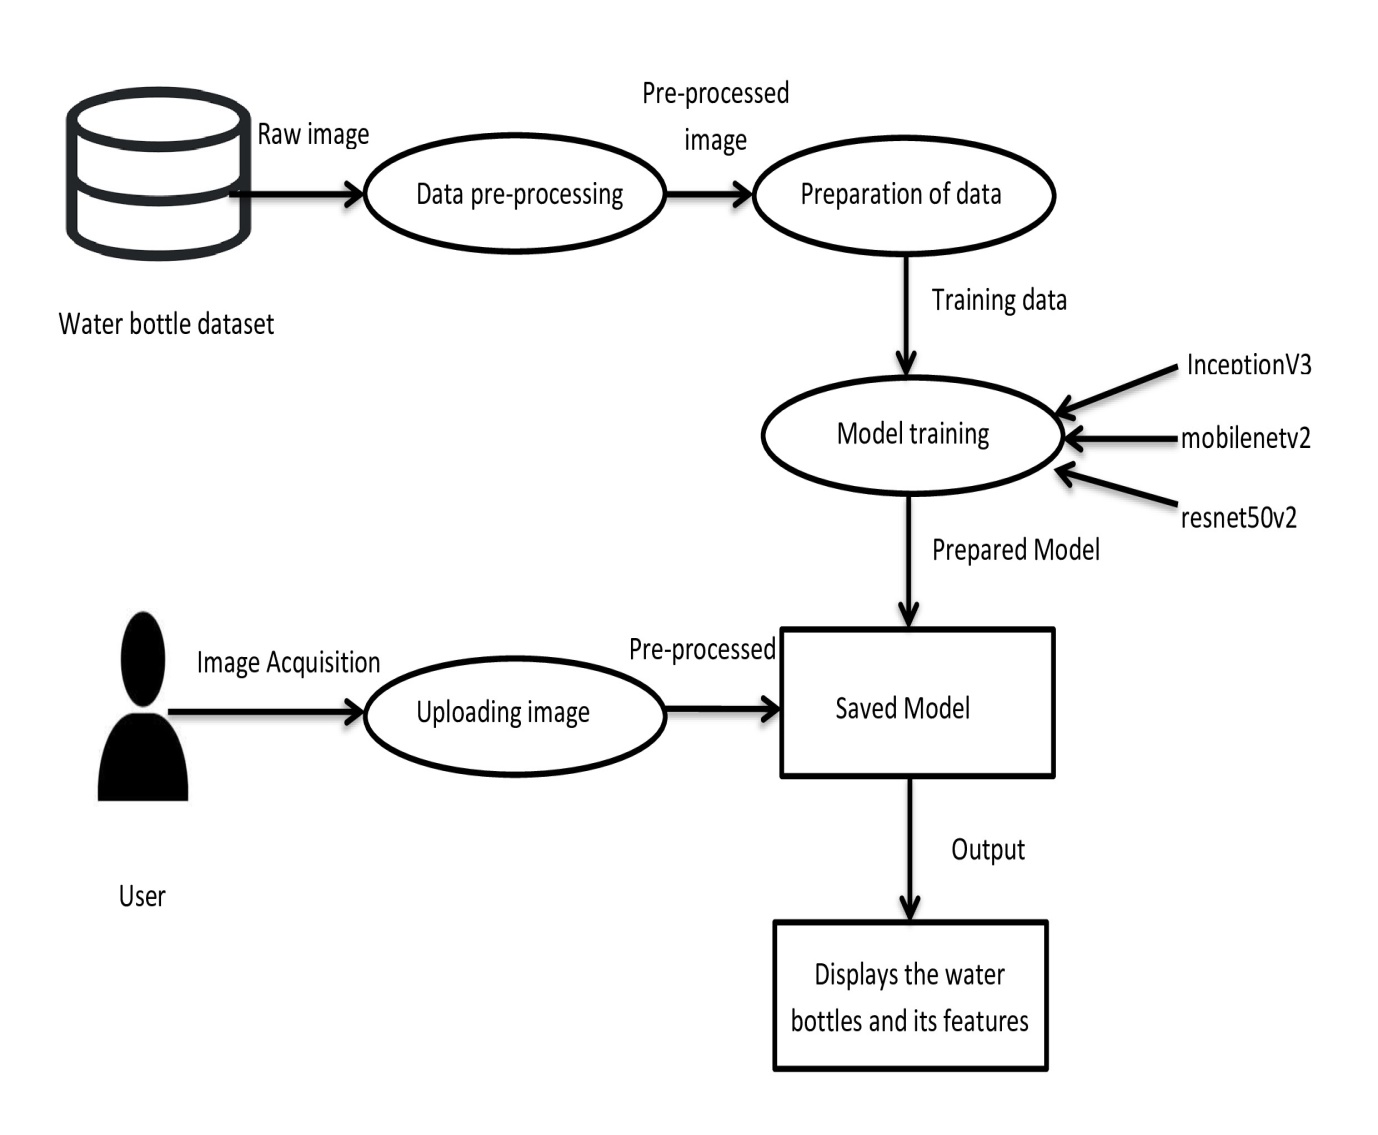 Pre-processed
image
Raw image
Data pre-processing
Preparation of data
Water bottle dataset
Training data
InceptionV3
Model training
mobilenetv2
resnet50v2
Prepared Model
Image Acquisition
Pre-processed
Uploading image
Saved Model
User
Output
Displays the water
bottles and its features